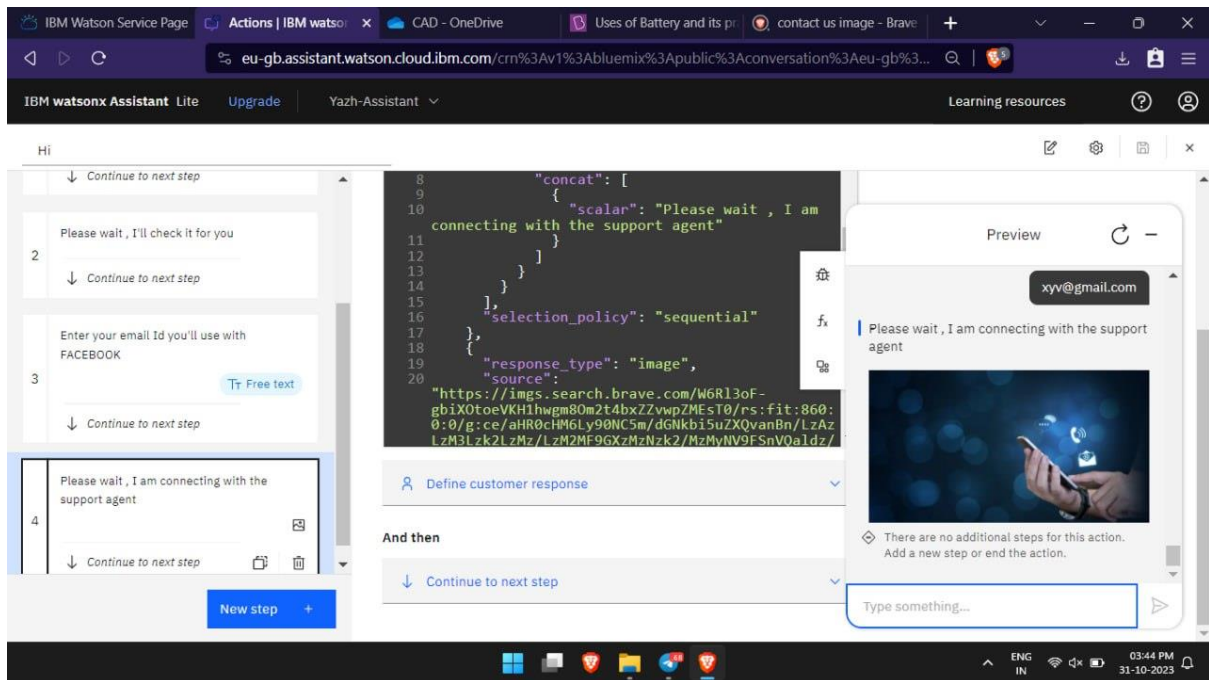 IBM Watson Service Page
Actions | IBM watso
CAD - OneDrive
Uses of Battery and its pr
contact us image - Brave
eu-gb.assistant.watson.cloud.ibm.com/crn%3Av1%3Abluemix%3Apublic%3Aconversation%3Aeu-gb%3...
5
IBM watsonx Assistant Lite
Upgrade
Yazh-Assistant
Learning resources
Hi
Continue to next step
2
Please wait , I'll check it for you
Continue to next step
3
Enter your email Id you'll use with
FACEBOOK
Free text
Continue to next step
4
Please wait , I am connecting with the
support agent
Continue to next step
New step +
8 "concat": [
9 {
10 "scalar": "Please wait , I am
connecting with the support agent"
11 }
12 ]
13 }
14 }
15 ],
16 "selection_policy": "sequential"
17 },
18 {
19 "response_type": "image",
20 "source":
"https://imgs.search.brave.com/W6Rl3oF-
gbiXOtoeVKH1hwgm8Om2t4bxZZvwpZMEsT0/rs:fit:860:
0:0/g:ce/aHR0cHM6Ly90NC5m/dGNkbi5uZXQvanBn/LzAz
LzM3Lzk2LzMz/LzM2MF9GXzMzNzk2/MzMyNV9FSnVQaldz/
Define customer response
And then
Continue to next step
Preview
xyv@gmail.com
Please wait , I am connecting with the support
agent
There are no additional steps for this action.
Add a new step or end the action.
Type something...
ENG
IN
03:44 PM
31-10-2023